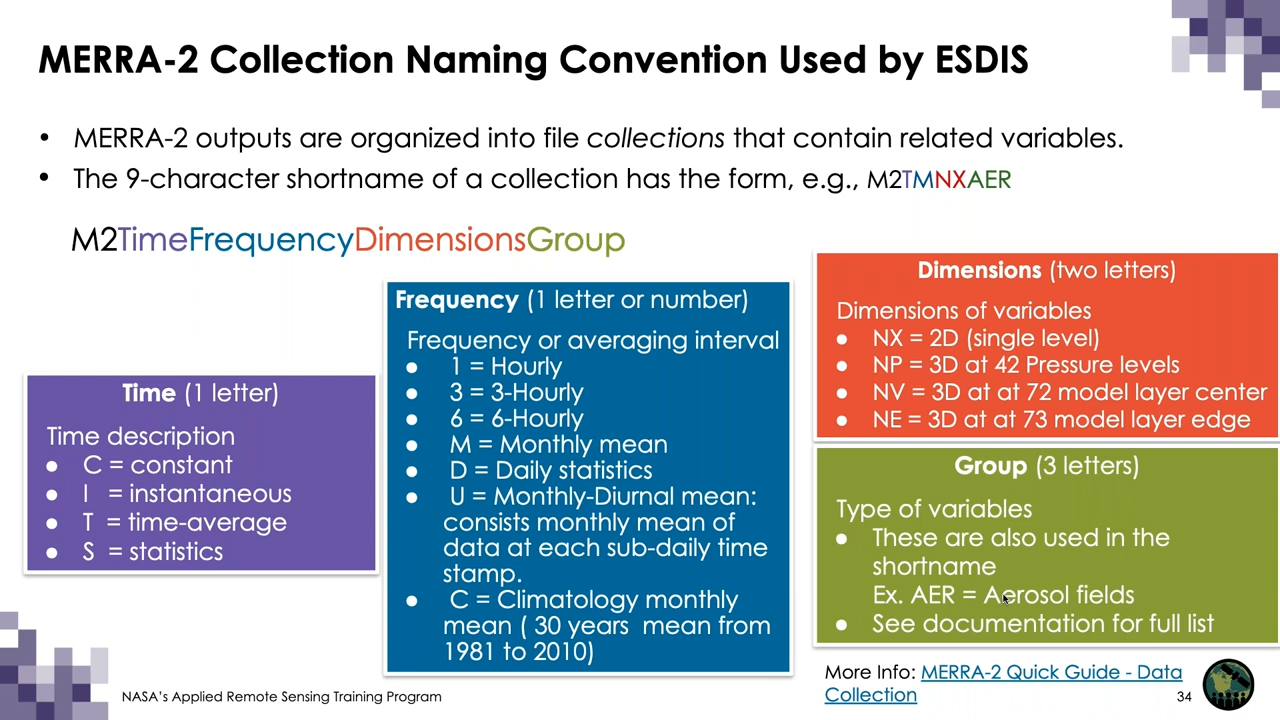 MERRA-2 Collection Naming Convention Used by ESDIS
• MERRA-2 outputs are organized into file collections that contain related variables.
• The 9-character shortname of a collection has the form, e.g., M2TMNXAER
M2TimeFrequencyDimensionsGroup
Time (1 letter)
Time description
● C = constant
● I = instantaneous
● T = time-average
● S = statistics
Frequency (1 letter or number)
Frequency or averaging interval
● 1 = Hourly
● 3 = 3-Hourly
● 6 = 6-Hourly
● M = Monthly mean
● D = Daily statistics
● U = Monthly-Diurnal mean:
consists monthly mean of
data at each sub-daily time
stamp.
● C = Climatology monthly
mean ( 30 years mean from
1981 to 2010)
Dimensions (two letters)
Dimensions of variables
● NX = 2D (single level)
● NP = 3D at 42 Pressure levels
● NV = 3D at at 72 model layer center
● NE = 3D at at 73 model layer edge
Group (3 letters)
Type of variables
● These are also used in the
shortname
Ex. AER = Aerosol fields
● See documentation for full list
More Info: MERRA-2 Quick Guide - Data
Collection
NASA's Applied Remote Sensing Training Program
34